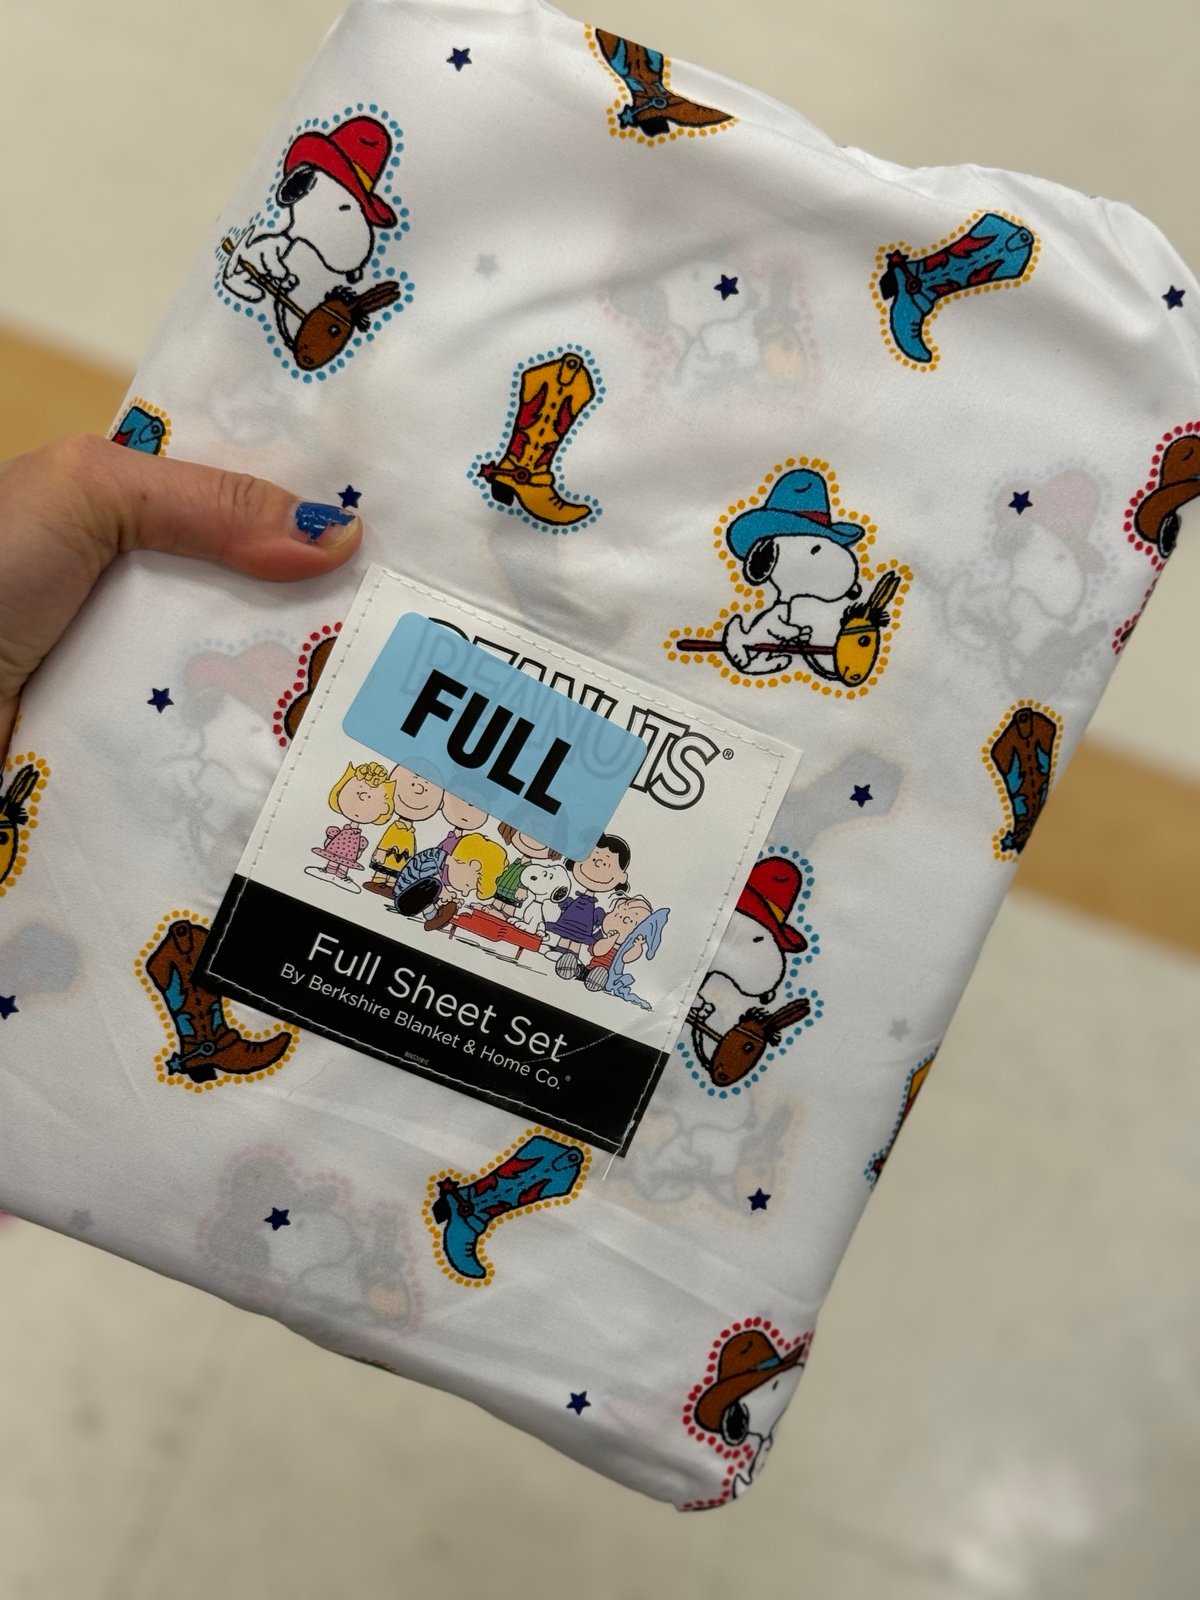 PEANUTS®
FULL
Full Sheet Set
By Berkshire Blanket & Home Co.®